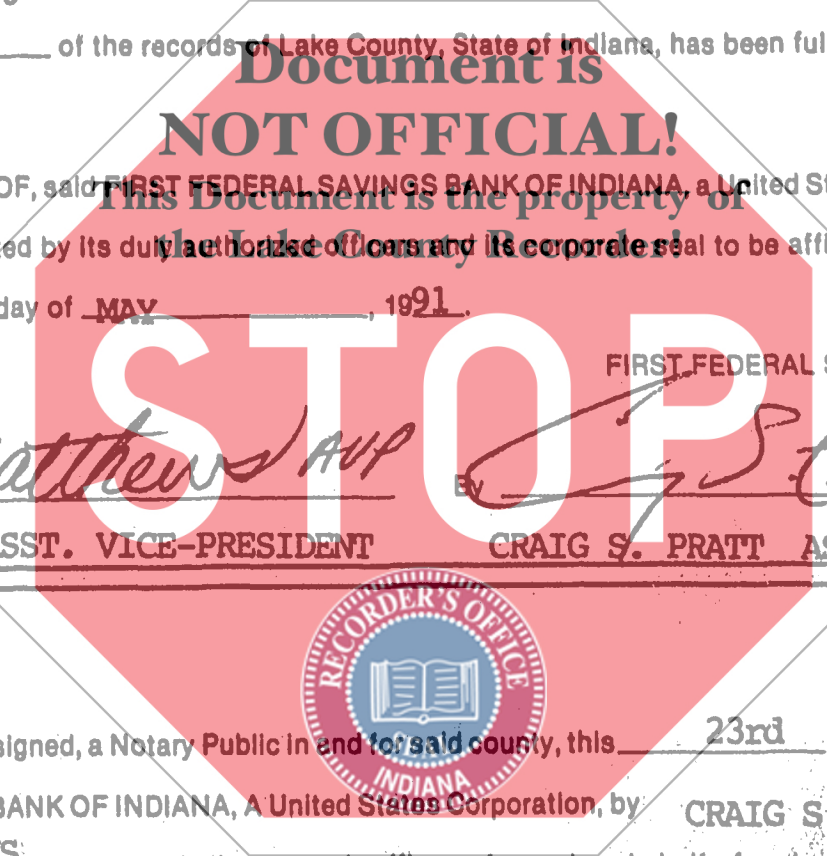 of the records of Lake County, State of Indiana, has been ful
Document is
NOT OFFICIAL!
OF, said FIRST FEDERAL SAVINGS BANK OF INDIANA, a United St
This Document is the property of
ed by its duly authorized officers and its corporate seal to be affi
the Lake County Recorder!
day of MAY , 1991.
STOP
FIRST FEDERAL S
atthews AVP
By
SST. VICE-PRESIDENT CRAIG S. PRATT AS
RECORDER'S OFFICE
INDIANA
signed, a Notary Public in and for said county, this 23rd
BANK OF INDIANA, A United States Corporation, by CRAIG S